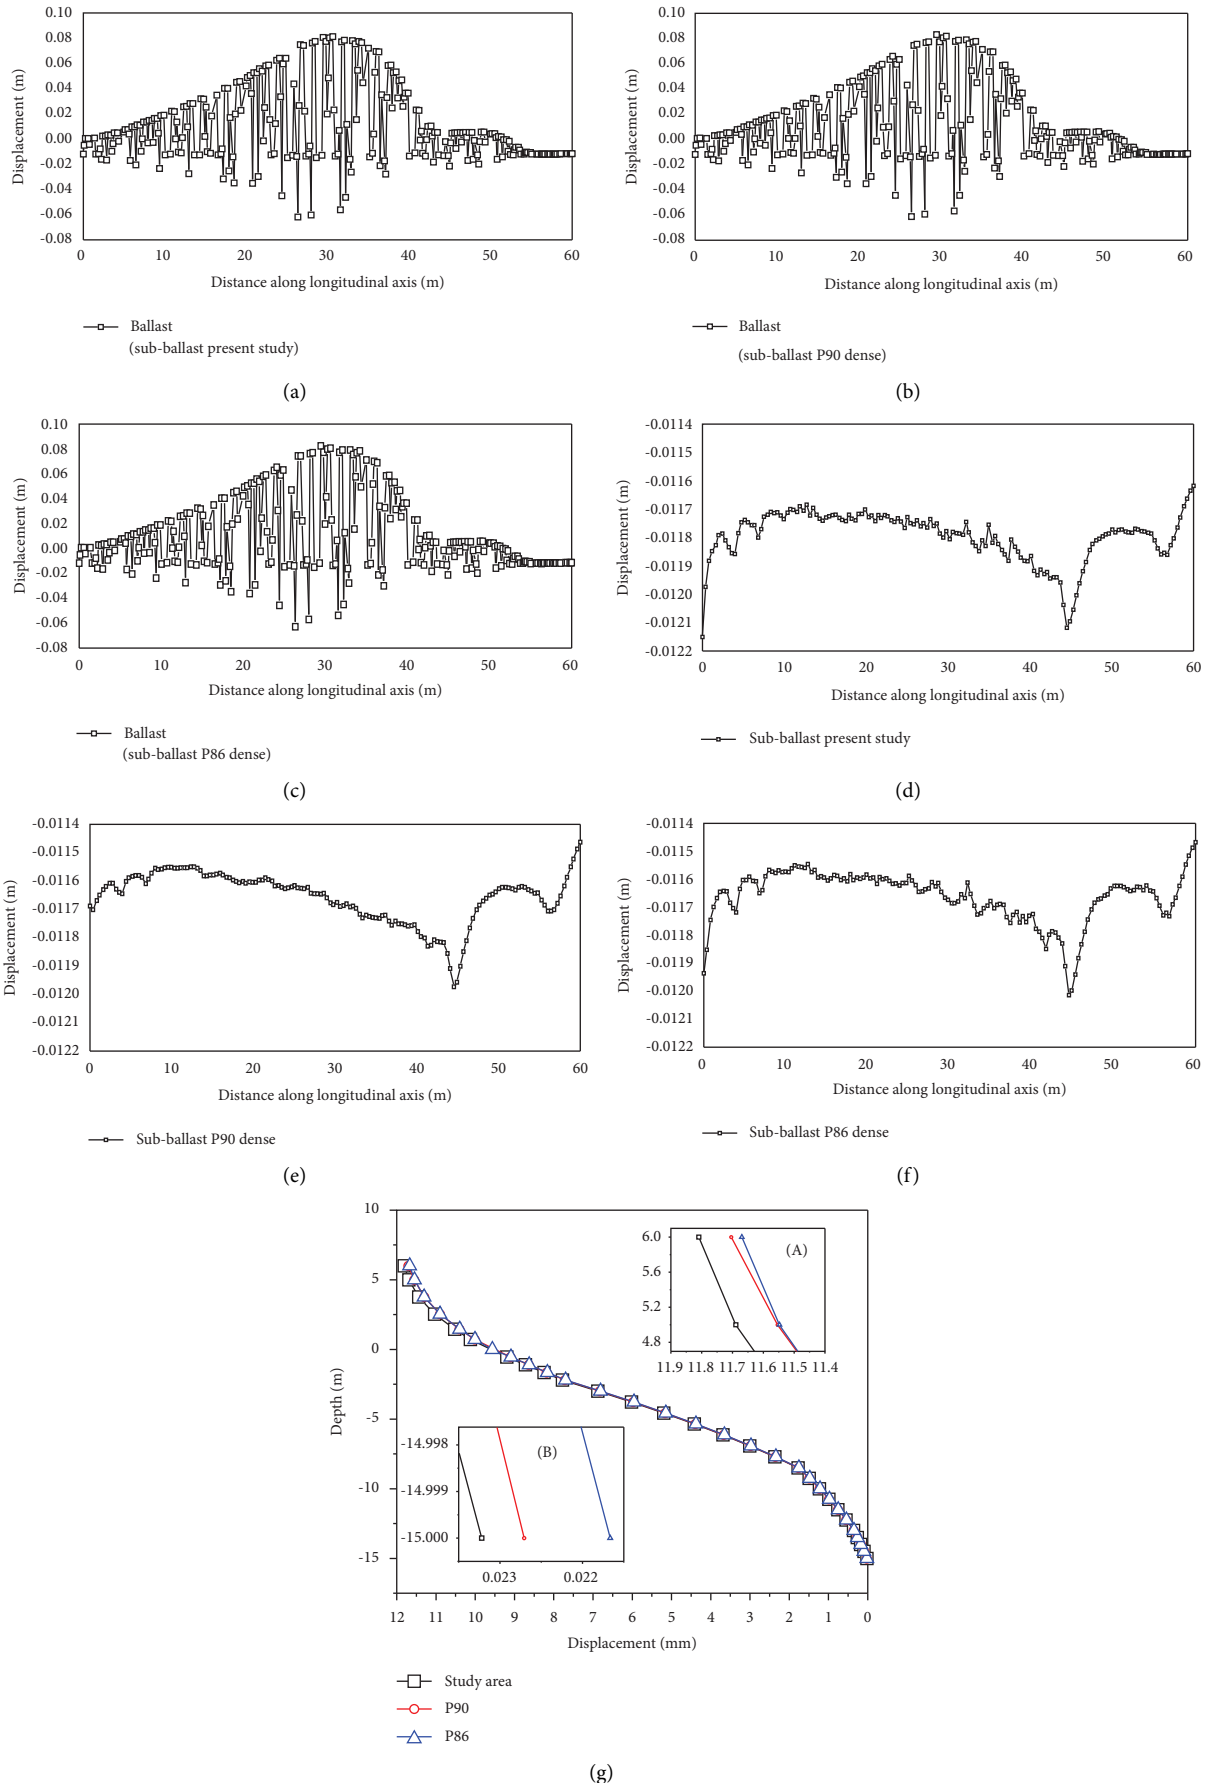 0.10
0.08
0.06
0.04
0.02
0.00
-0.02
-0.04
-0.06
-0.08
Displacement (m)
0 10 20 30 40 50 60
Distance along longitudinal axis (m)
Ballast
(sub-ballast present study)
(a)
0.10
0.08
0.06
0.04
0.02
0.00
-0.02
-0.04
-0.06
-0.08
Displacement (m)
0 10 20 30 40 50 60
Distance along longitudinal axis (m)
Ballast
(sub-ballast P90 dense)
(b)
0.10
0.08
0.06
0.04
0.02
0.00
-0.02
-0.04
-0.06
-0.08
Displacement (m)
0 10 20 30 40 50 60
Distance along longitudinal axis (m)
Ballast
(sub-ballast P86 dense)
(c)
-0.0114
-0.0115
-0.0116
-0.0117
-0.0118
-0.0119
-0.0120
-0.0121
-0.0122
Displacement (m)
0 10 20 30 40 50 60
Distance along longitudinal axis (m)
Sub-ballast present study
(d)
-0.0114
-0.0115
-0.0116
-0.0117
-0.0118
-0.0119
-0.0120
-0.0121
-0.0122
Displacement (m)
0 10 20 30 40 50 60
Distance along longitudinal axis (m)
Sub-ballast P90 dense
(e)
-0.0114
-0.0115
-0.0116
-0.0117
-0.0118
-0.0119
-0.0120
-0.0121
-0.0122
Displacement (m)
0 10 20 30 40 50 60
Distance along longitudinal axis (m)
Sub-ballast P86 dense
(f)
10
5
0
-5
-10
-15
Depth (m)
(A)
6.0
5.6
5.2
4.8
11.9 11.8 11.7 11.6 11.5 11.4
(B)
-14.998
-14.999
-15.000
0.023 0.022
12 11 10 9 8 7 6 5 4 3 2 1 0
Displacement (mm)
Study area
P90
P86
(g)